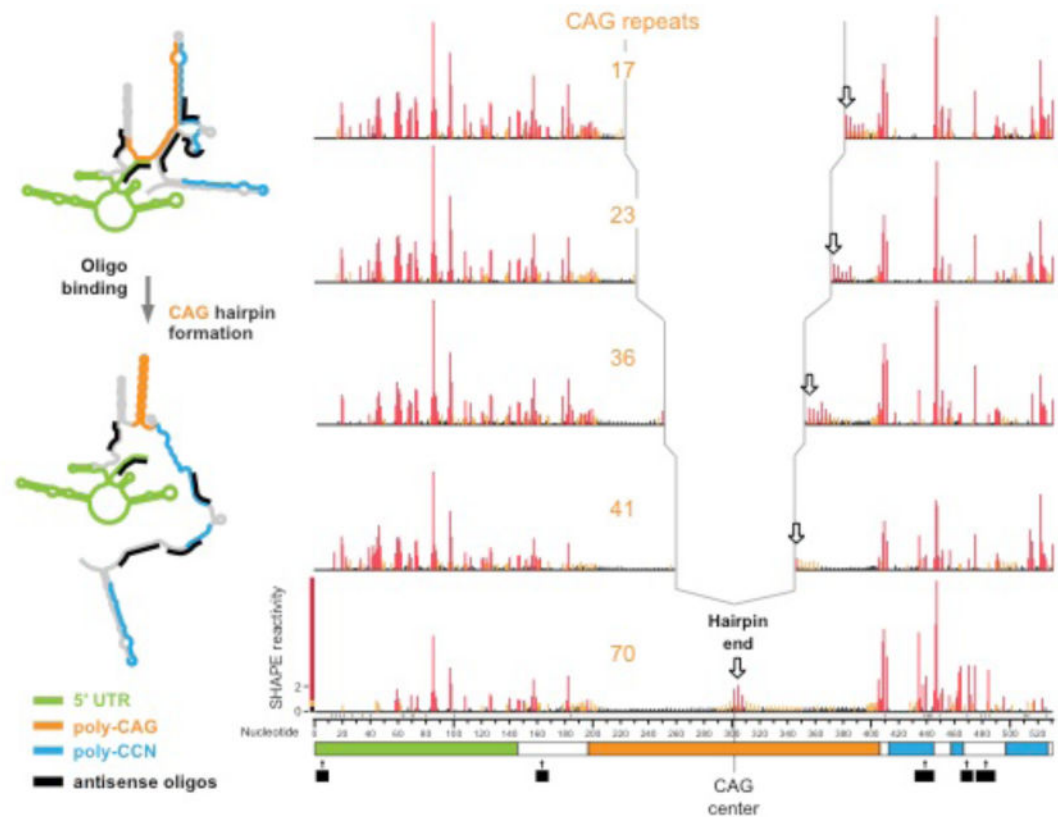 CAG repeats
17
23
Oligo
binding
CAG hairpin
formation
36
41
SHAPE reactivity
2
0
Hairpin
end
70
Nucleotide
0 20 40 60 80 100 120 140 160 180 200 220 240 260 280 300 320 340 360 380 400 420 440 460 480 500 520
5' UTR
poly-CAG
poly-CCN
antisense oligos
CAG
center